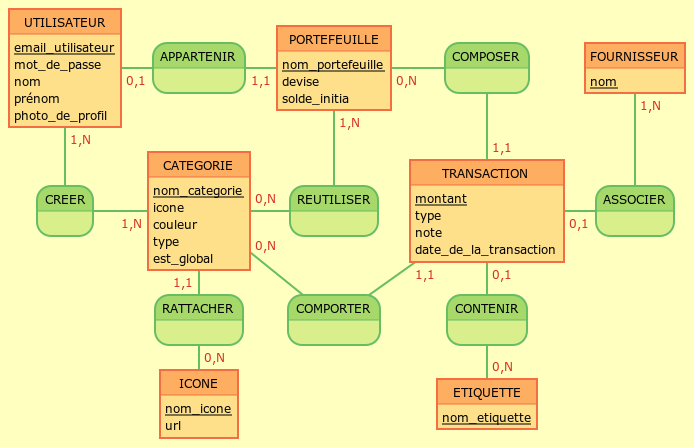 UTILISATEUR
email_utilisateur
mot_de_passe
nom
prénom
photo_de_profil
APPARTENIR
0,1
1,1
PORTEFEUILLE
nom_portefeuille
devise
solde_initia
0,N
COMPOSER
FOURNISSEUR
nom
1,N
1,N
1,1
1,N
CREER
1,N
CATEGORIE
nom_categorie
icone
couleur
type
est_global
0,N
0,N
REUTILISER
TRANSACTION
montant
type
note
date_de_la_transaction
0,1
ASSOCIER
1,1
RATTACHER
0,N
COMPORTER
1,1
0,1
CONTENIR
0,N
ICONE
nom_icone
url
ETIQUETTE
nom_etiquette